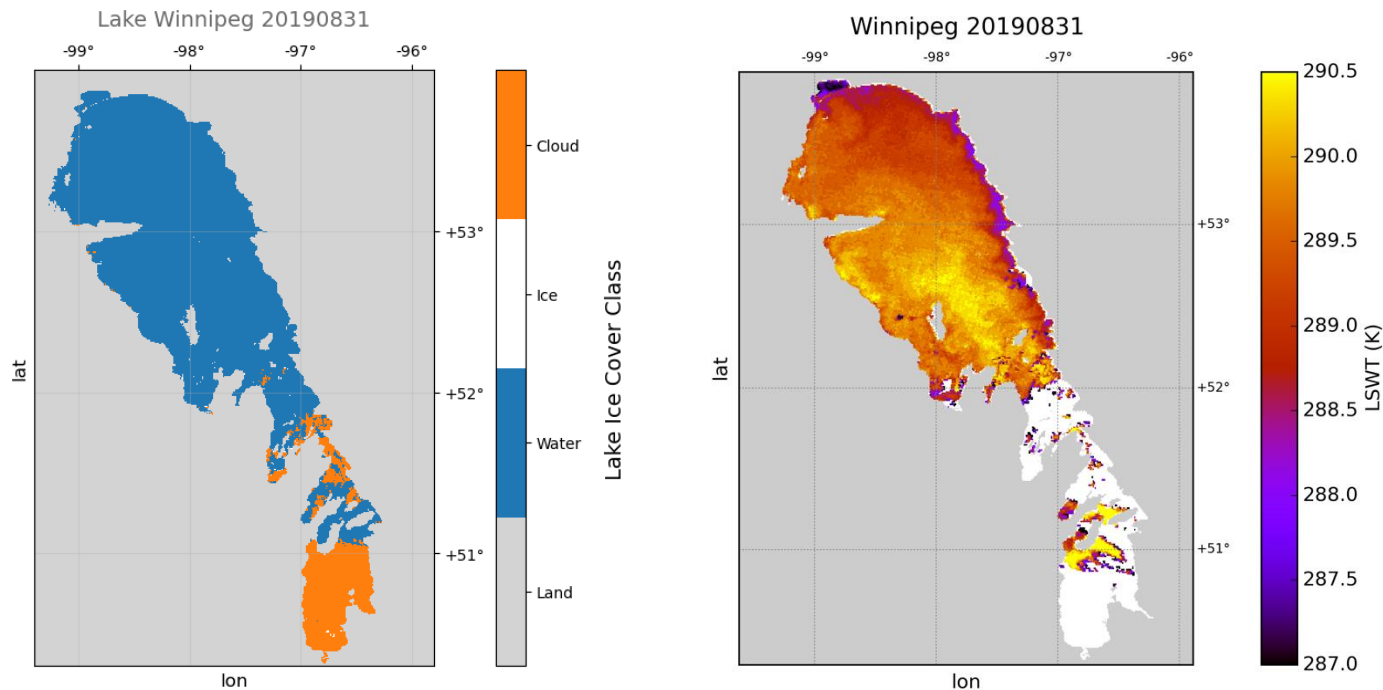 Lake Winnipeg 20190831
-99° -98° -97° -96°
+53°
+52°
+51°
lat
lon
Cloud
Ice
Water
Land
Lake Ice Cover Class
Winnipeg 20190831
-99° -98° -97° -96°
+53°
+52°
+51°
lat
lon
290.5
290.0
289.5
289.0
288.5
288.0
287.5
287.0
LSWT (K)